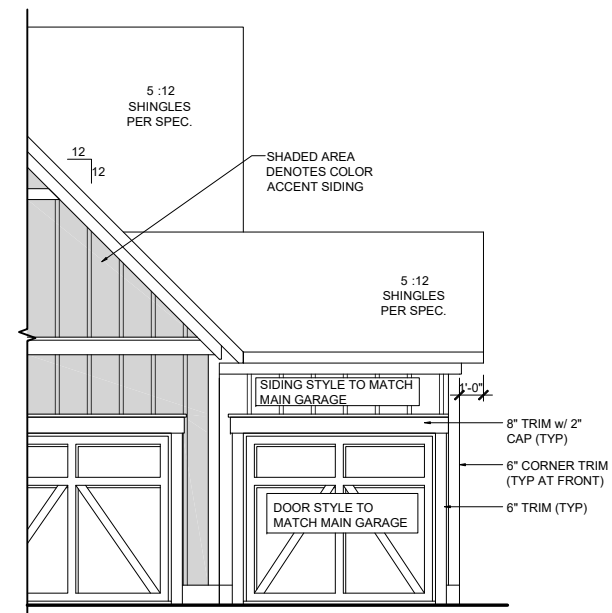 5 :12
SHINGLES
PER SPEC.
12
12
SHADED AREA
DENOTES COLOR
ACCENT SIDING
5 :12
SHINGLES
PER SPEC.
SIDING STYLE TO MATCH
MAIN GARAGE
1'-0"
8" TRIM w/ 2"
CAP (TYP)
6" CORNER TRIM
(TYP AT FRONT)
6" TRIM (TYP)
DOOR STYLE TO
MATCH MAIN GARAGE